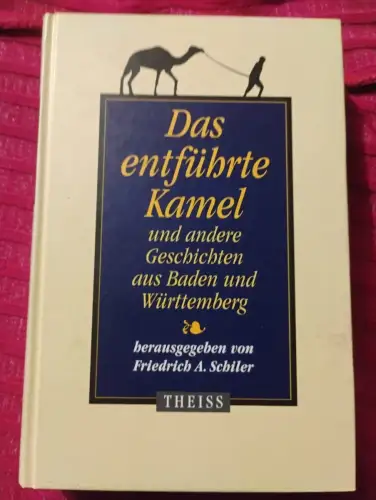 Das
entführte
Kamel
und andere
Geschichten
aus Baden und
Württemberg
herausgegeben von
Friedrich A. Schiler
THEISS